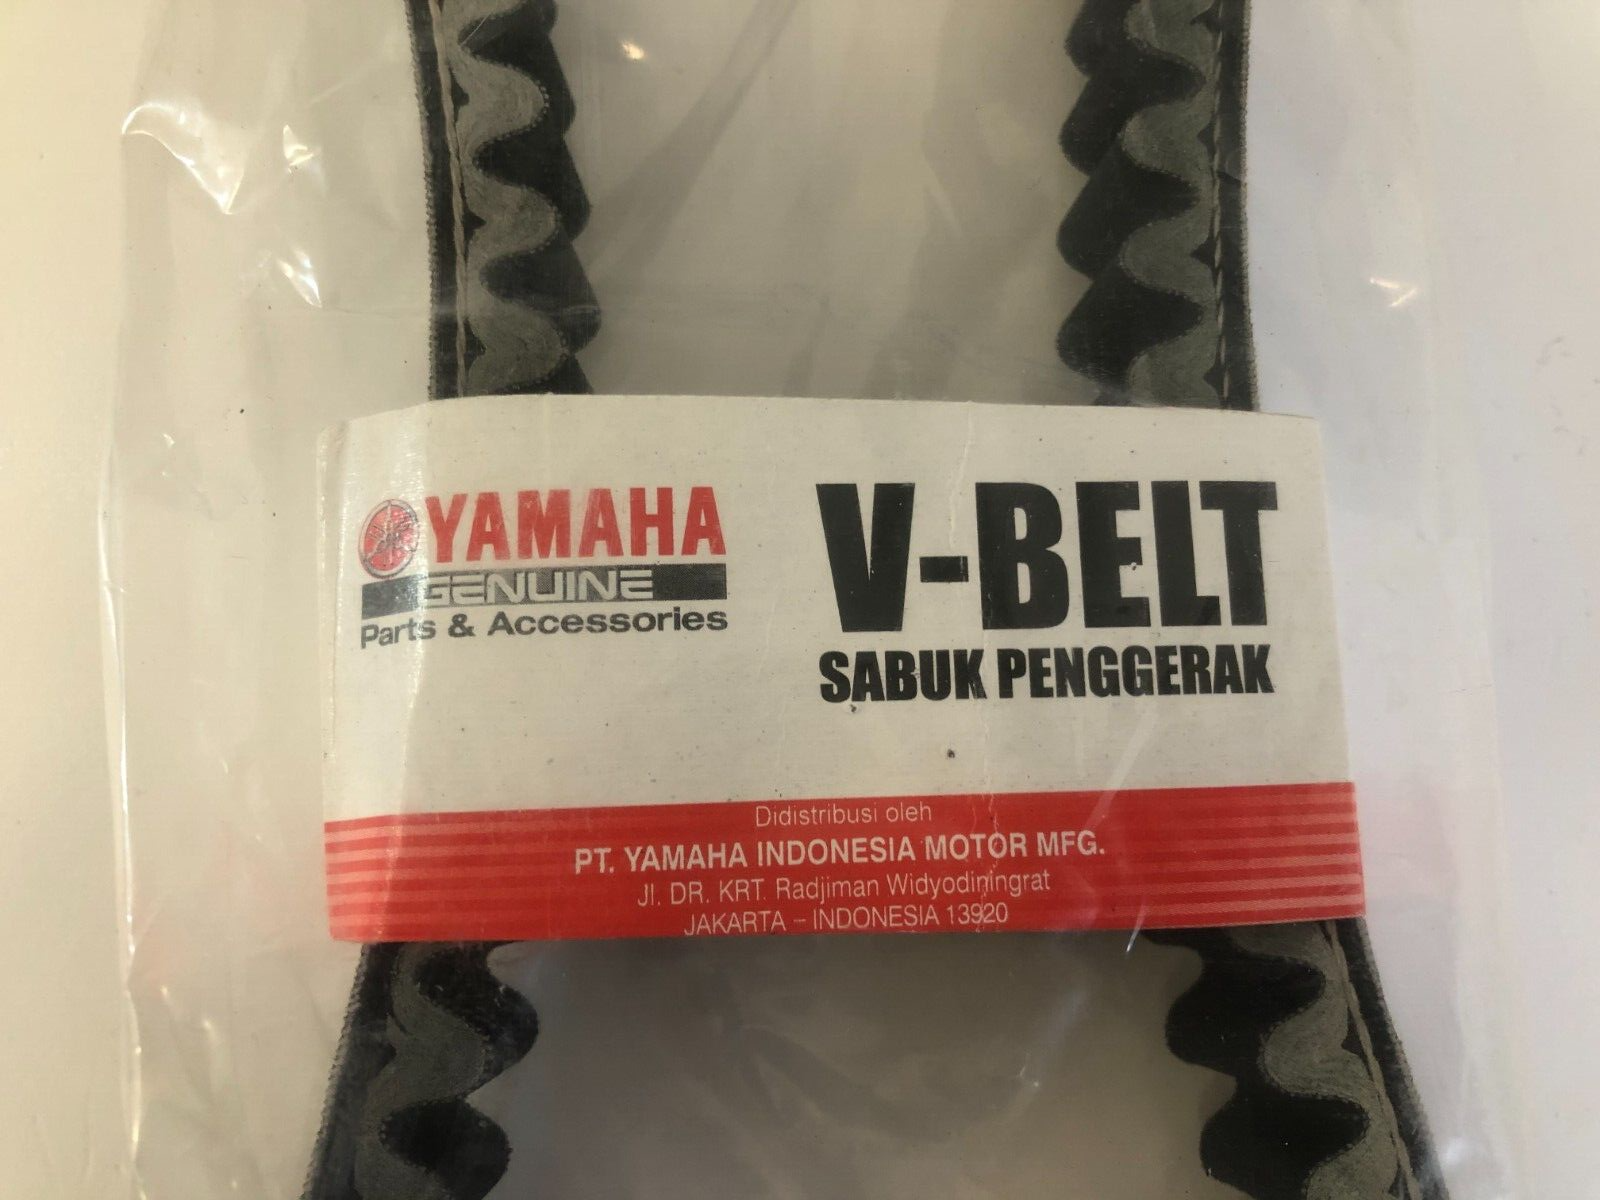 YAMAHA
GENUINE
Parts & Accessories
V-BELT
SABUK PENGGERAK
Didistribusi oleh
PT. YAMAHA INDONESIA MOTOR MFG.
Jl. DR. KRT. Radjiman Widyodiningrat
JAKARTA – INDONESIA 13920